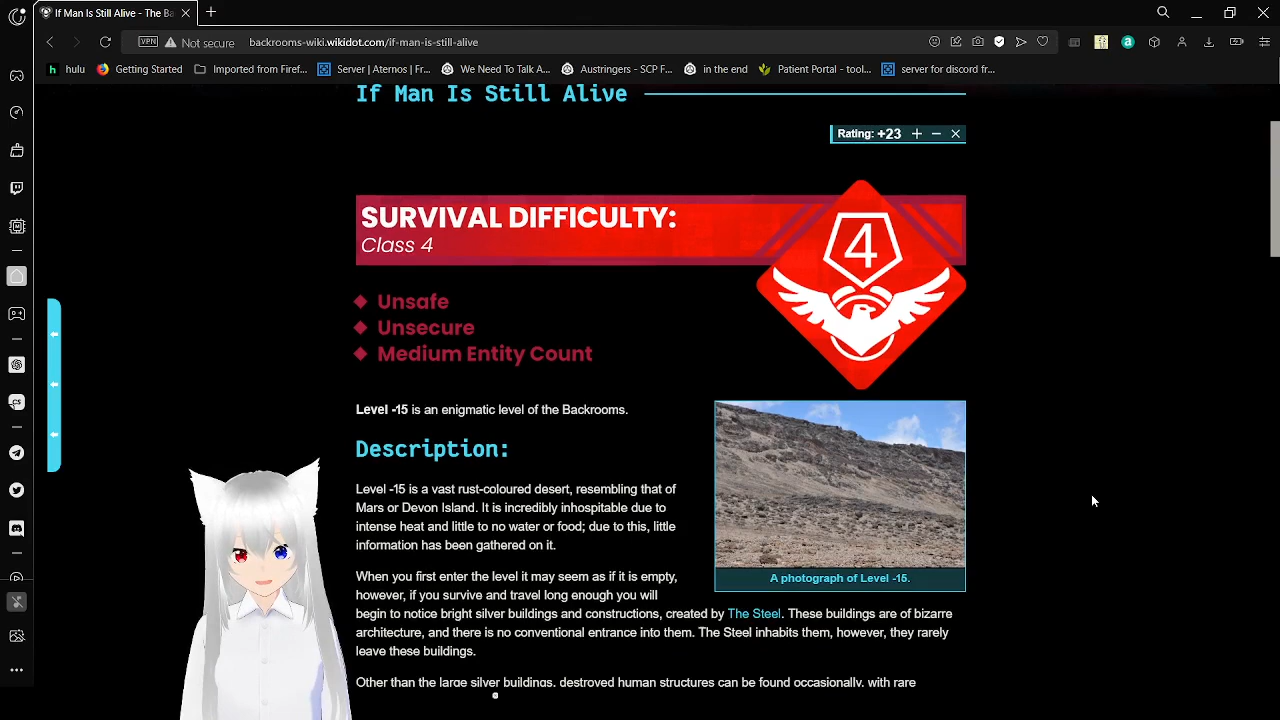 If Man Is Still Alive - The Ba
Not secure
backrooms-wiki.wikidot.com/if-man-is-still-alive
VPN
hulu
Getting Started
Imported from Firef...
Server | Aternos | Fr...
We Need To Talk A...
Austringers - SCP F...
in the end
Patient Portal - tool...
server for discord fr...
If Man Is Still Alive
Rating: +23 + − ×
SURVIVAL DIFFICULTY:
Class 4
4
Unsafe
Unsecure
Medium Entity Count
Level -15 is an enigmatic level of the Backrooms.
Description:
Level -15 is a vast rust-coloured desert, resembling that of
Mars or Devon Island. It is incredibly inhospitable due to
intense heat and little to no water or food; due to this, little
information has been gathered on it.
A photograph of Level -15.
When you first enter the level it may seem as if it is empty,
however, if you survive and travel long enough you will
begin to notice bright silver buildings and constructions, created by The Steel. These buildings are of bizarre
architecture, and there is no conventional entrance into them. The Steel inhabits them, however, they rarely
leave these buildings.
Other than the large silver buildings, destroyed human structures can be found occasionally, with rare